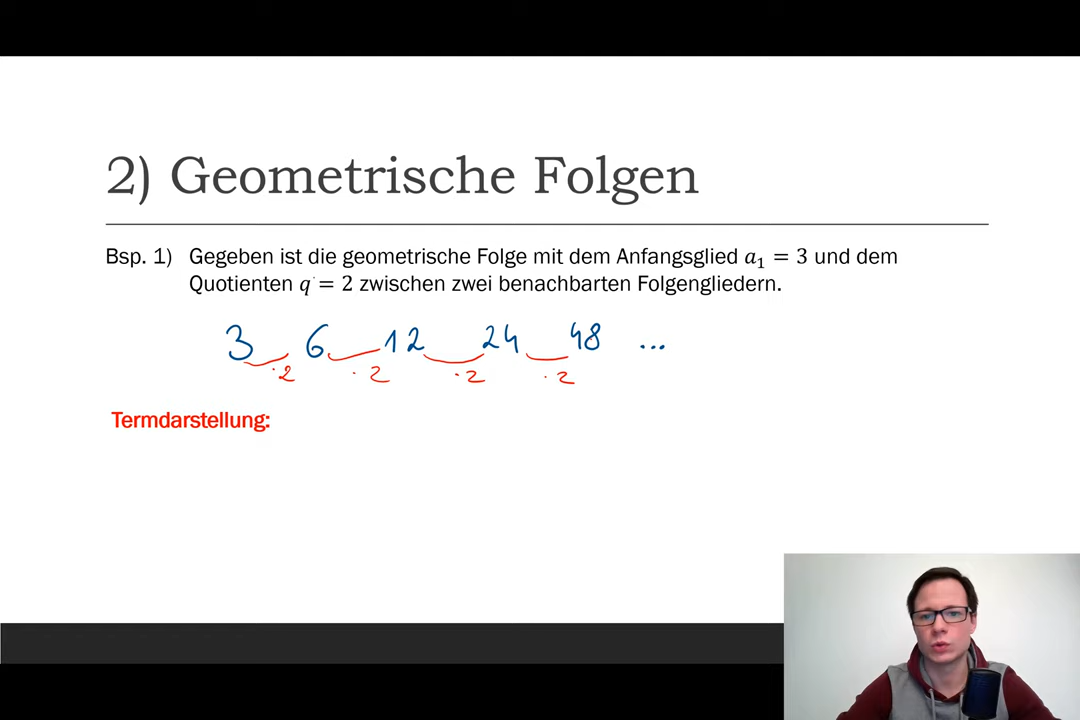 2) Geometrische Folgen
Bsp. 1) Gegeben ist die geometrische Folge mit dem Anfangsglied a₁ = 3 und dem
Quotienten q = 2 zwischen zwei benachbarten Folgengliedern.
3 6 12 24 48 ...
·2 ·2 ·2 ·2
Termdarstellung: